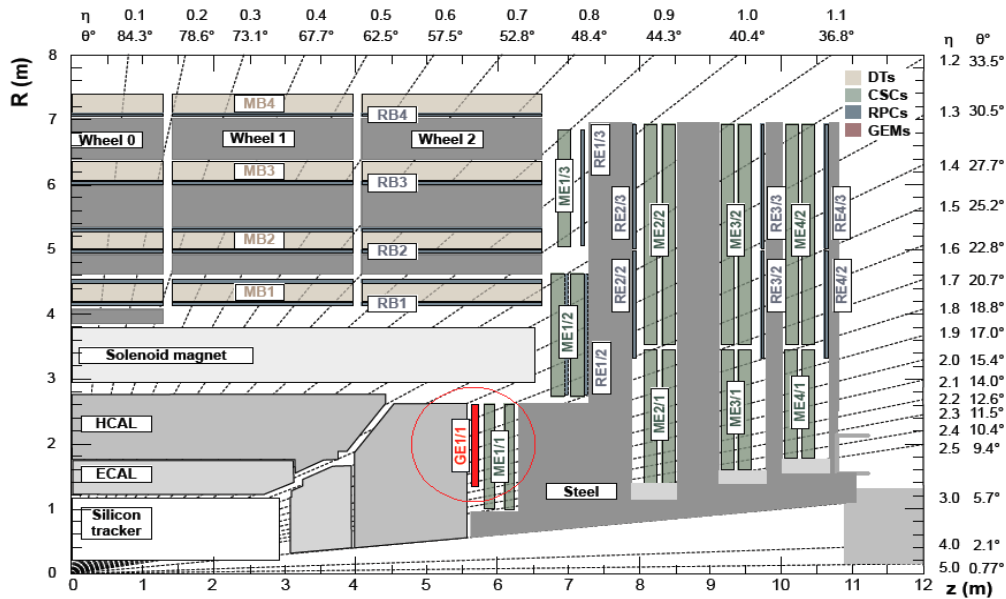 η 0.1 0.2 0.3 0.4 0.5 0.6 0.7 0.8 0.9 1.0 1.1
θ° 84.3° 78.6° 73.1° 67.7° 62.5° 57.5° 52.8° 48.4° 44.3° 40.4° 36.8° η θ°
R (m)
8
7
6
5
4
3
2
1
0
1.2 33.5°
1.3 30.5°
1.4 27.7°
1.5 25.2°
1.6 22.8°
1.7 20.7°
1.8 18.8°
1.9 17.0°
2.0 15.4°
2.1 14.0°
2.2 12.6°
2.3 11.5°
2.4 10.4°
2.5 9.4°
3.0 5.7°
4.0 2.1°
5.0 0.77°
DTs
CSCs
RPCs
GEMs
MB4
RB4
Wheel 0 Wheel 1 Wheel 2
MB3
RB3
MB2
RB2
MB1
RB1
ME1/3
RE1/3
RE2/3
ME2/2
ME3/2
RE3/3
ME4/2
RE4/3
ME1/2
RE1/2
RE2/2
RE3/2
RE4/2
Solenoid magnet
HCAL
ECAL
Silicon
tracker
GE1/1
ME1/1
ME2/1
ME3/1
ME4/1
Steel
0 1 2 3 4 5 6 7 8 9 10 11 12
z (m)